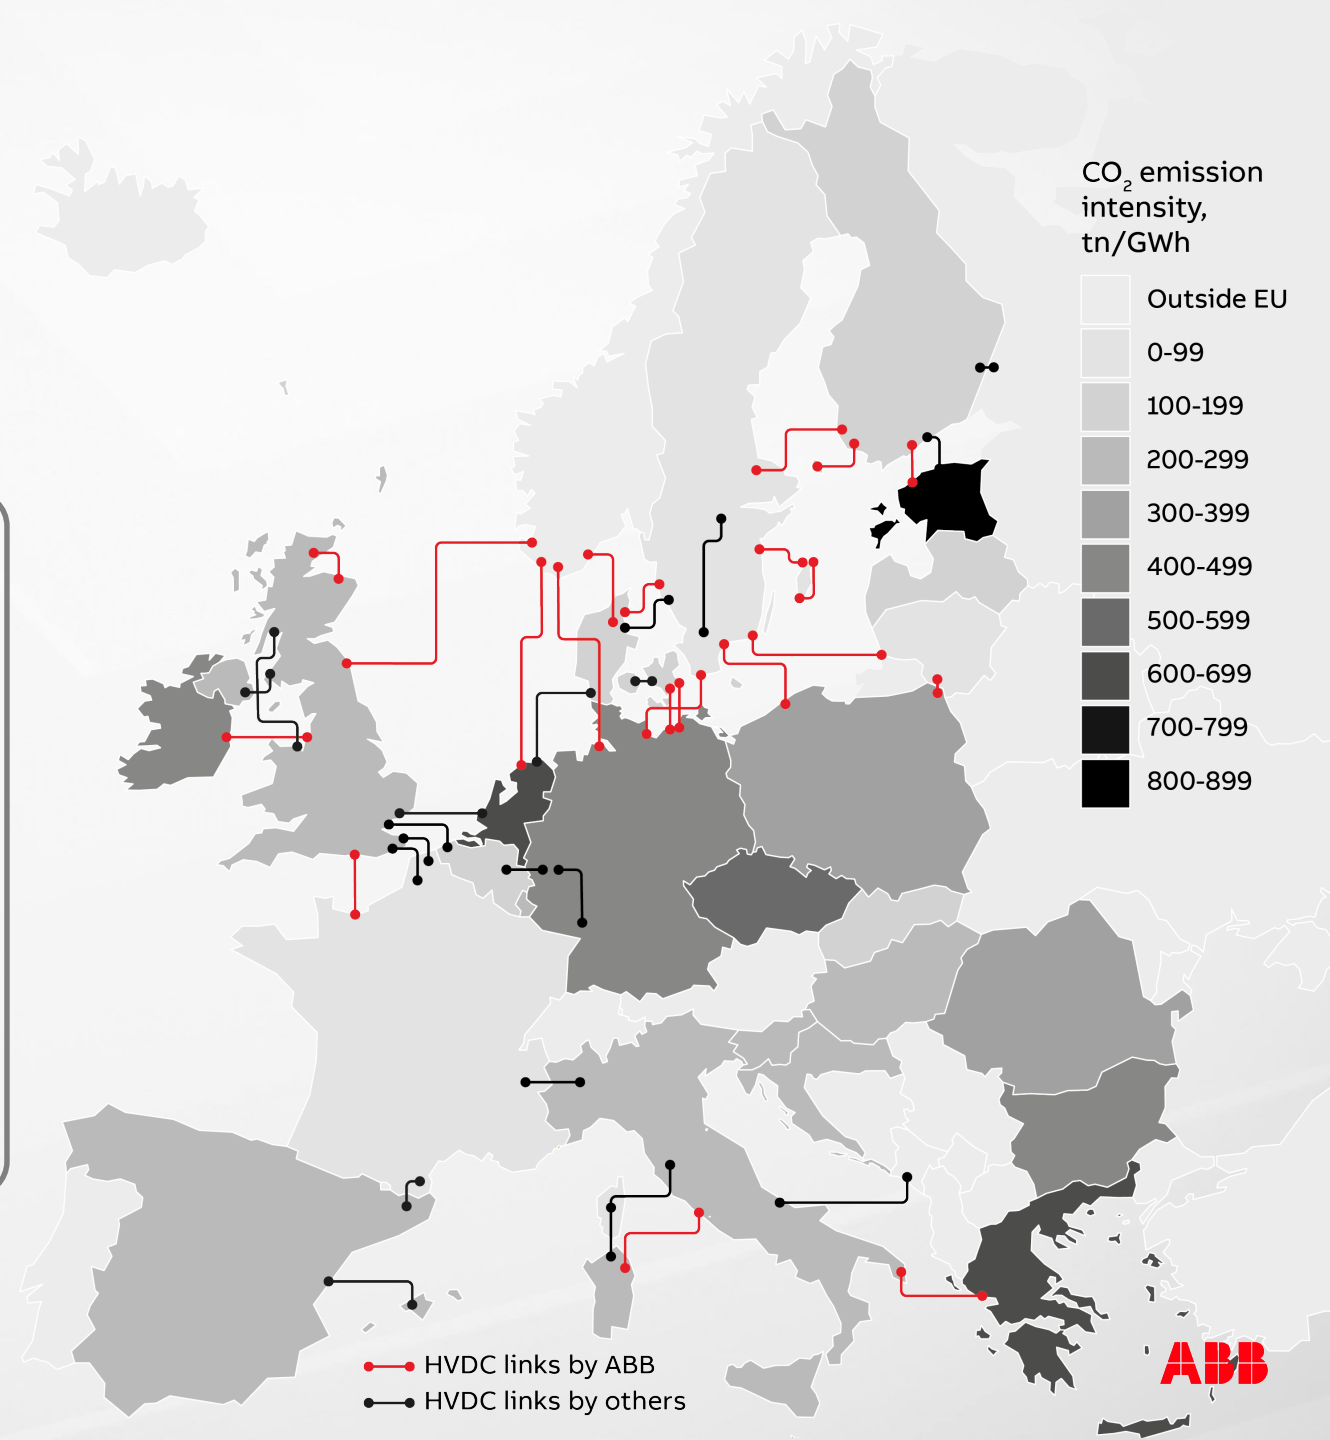 CO₂ emission
intensity,
tn/GWh
Outside EU
0-99
100-199
200-299
300-399
400-499
500-599
600-699
700-799
800-899
HVDC links by ABB
HVDC links by others
ABB